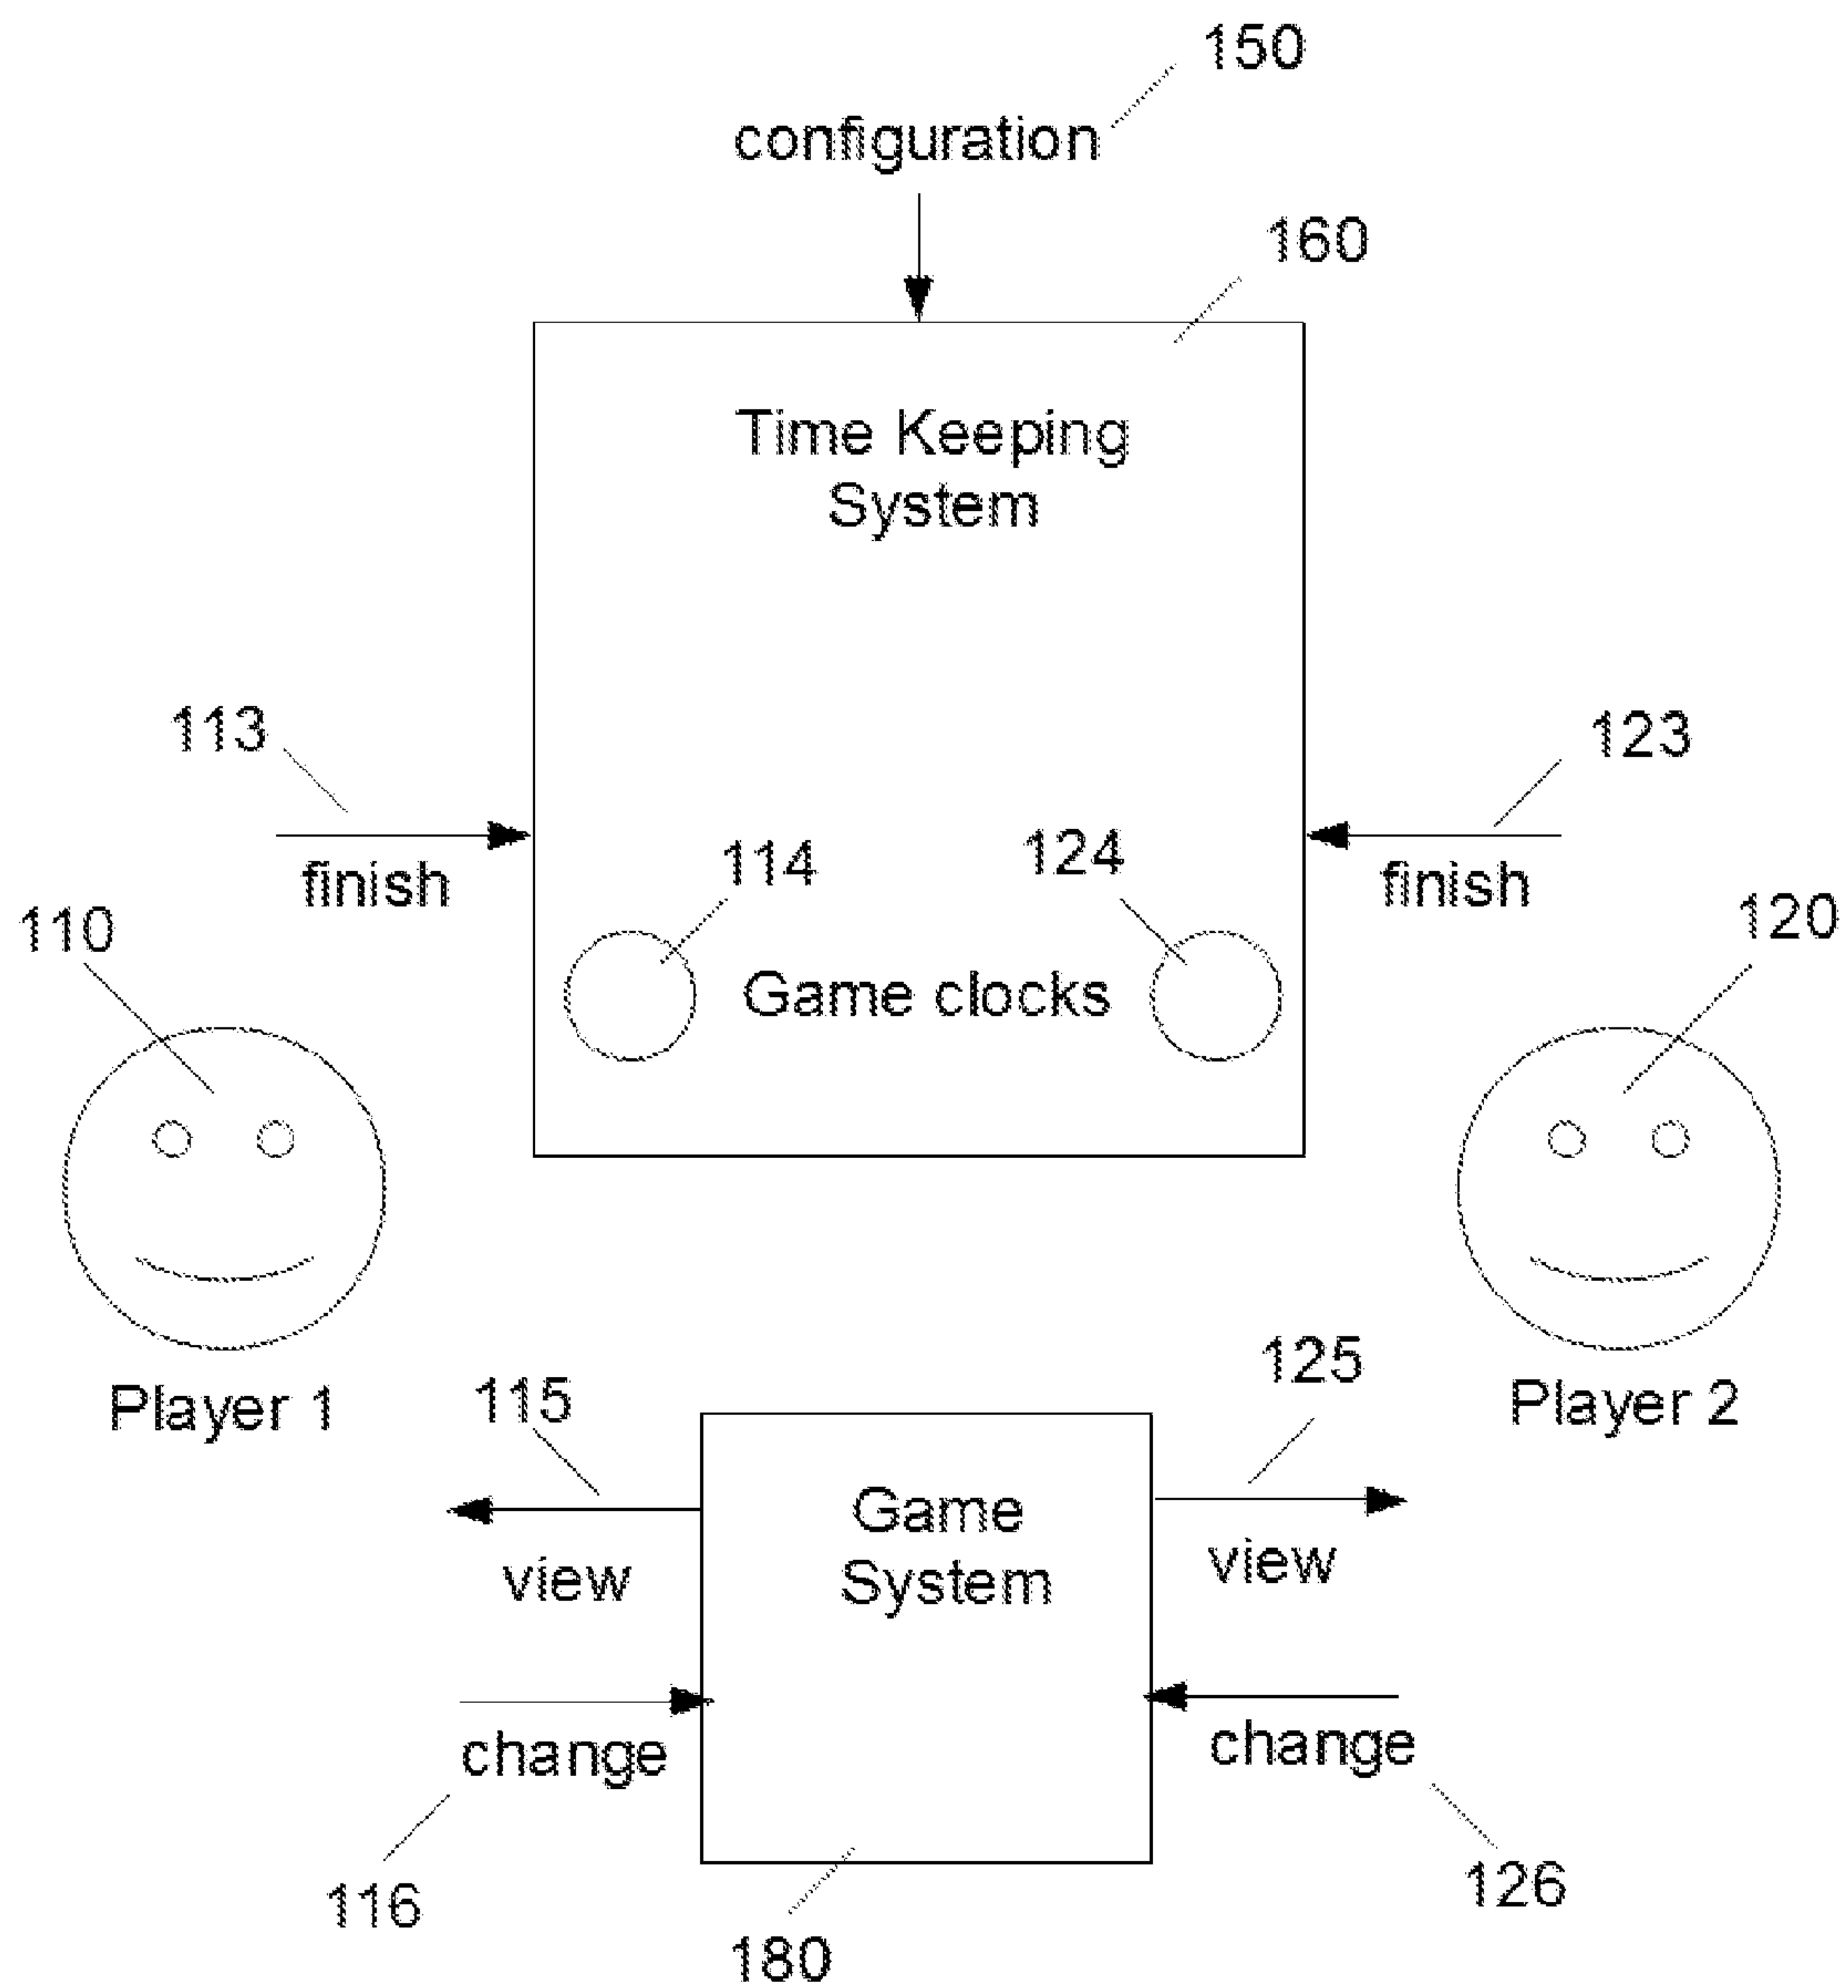 150
configuration
160
Time Keeping
System
113
123
finish
114
124
finish
110
Game clocks
120
Player 1
115
125
Player 2
Game
System
view
view
change
change
116
126
180